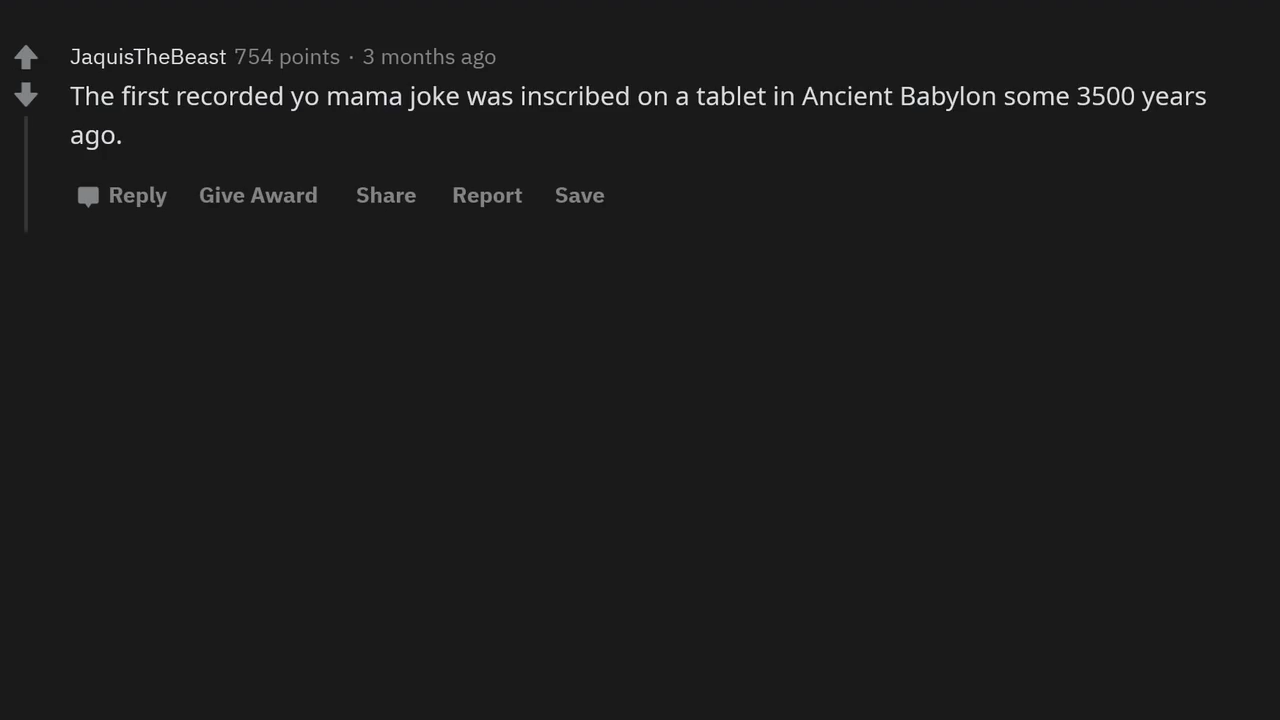 JaquisTheBeast 754 points · 3 months ago
The first recorded yo mama joke was inscribed on a tablet in Ancient Babylon some 3500 years
ago.
Reply Give Award Share Report Save